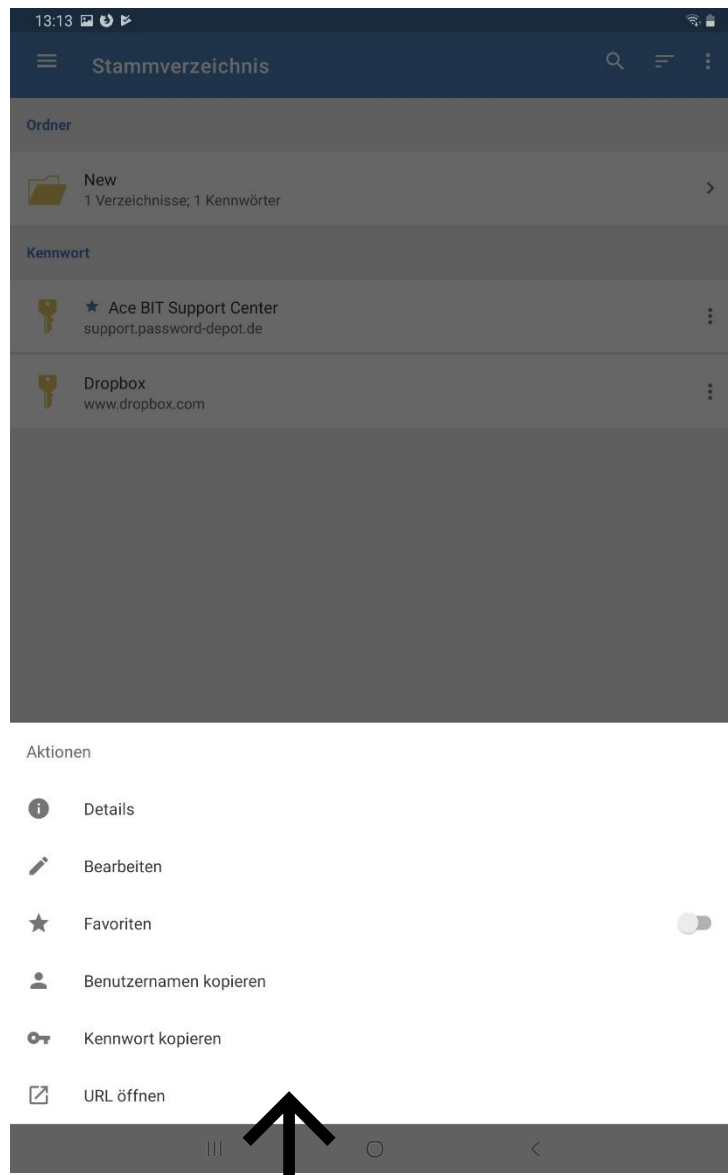 13:13
Stammverzeichnis
Ordner
New
1 Verzeichnisse; 1 Kennwörter
Kennwort
Ace BIT Support Center
support.password-depot.de
Dropbox
www.dropbox.com
Aktionen
Details
Bearbeiten
Favoriten
Benutzernamen kopieren
Kennwort kopieren
URL öffnen